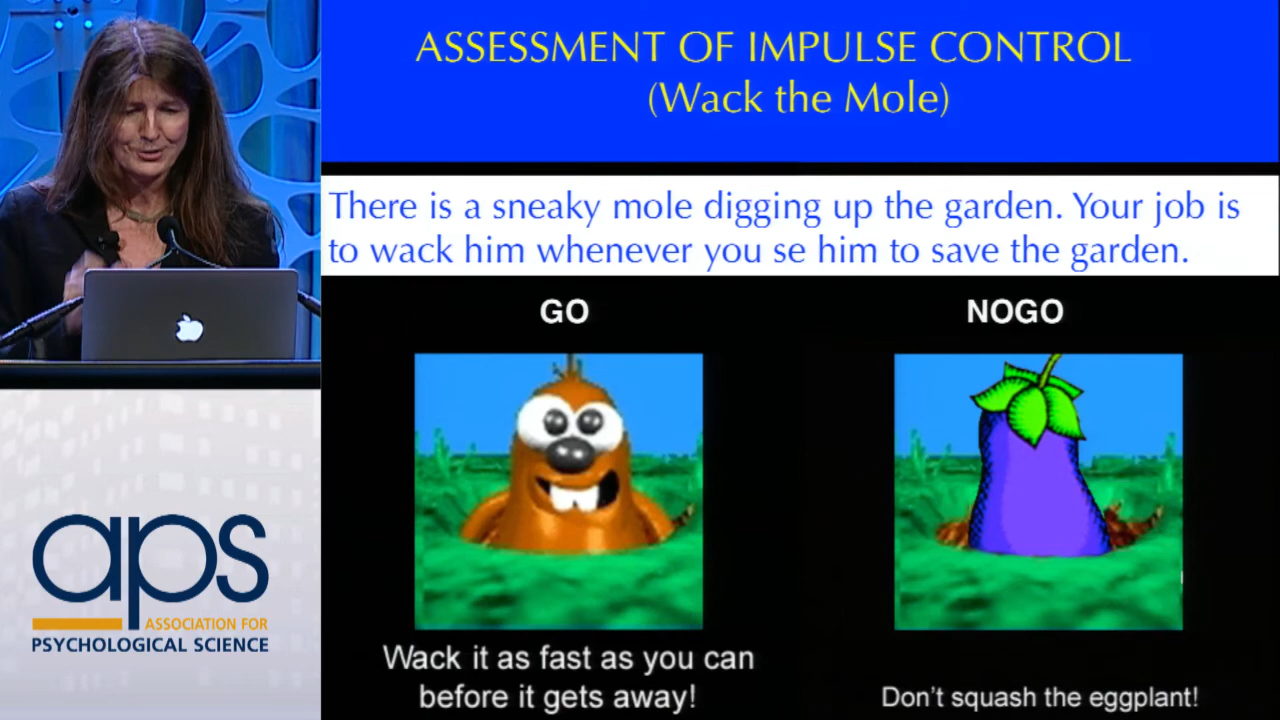 ASSESSMENT OF IMPULSE CONTROL
(Wack the Mole)
There is a sneaky mole digging up the garden. Your job is
to wack him whenever you se him to save the garden.
GO
NOGO
Wack it as fast as you can
before it gets away!
Don't squash the eggplant!
aps
ASSOCIATION FOR
PSYCHOLOGICAL SCIENCE